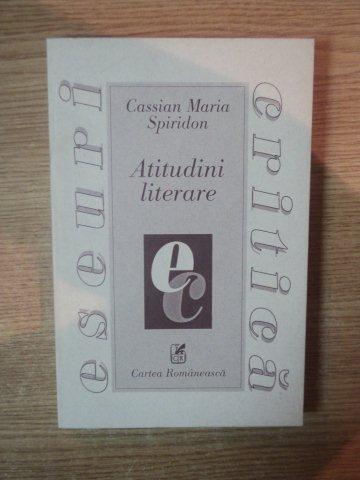 eseuri
critică
Cassian Maria
Spiridon
Atitudini
literare
ec
CR
Cartea Românească